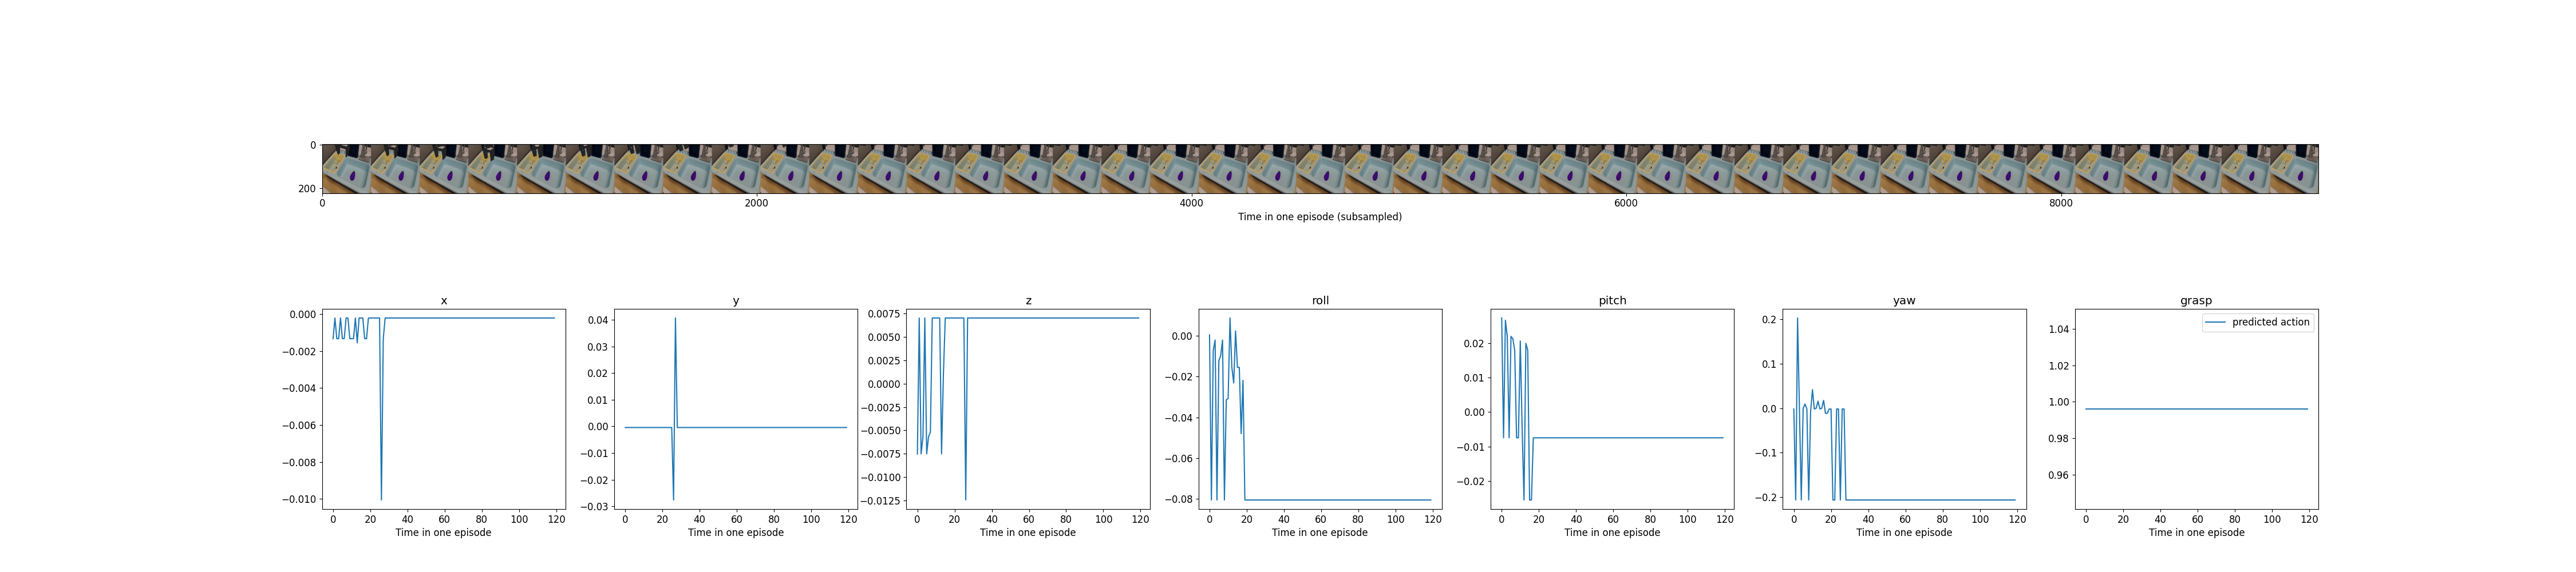 0
200
0 2000 4000 6000 8000
Time in one episode (subsampled)
x
0.000
−0.002
−0.004
−0.006
−0.008
−0.010
0 20 40 60 80 100 120
Time in one episode
y
0.04
0.03
0.02
0.01
0.00
−0.01
−0.02
−0.03
0 20 40 60 80 100 120
Time in one episode
z
0.0075
0.0050
0.0025
0.0000
−0.0025
−0.0050
−0.0075
−0.0100
−0.0125
0 20 40 60 80 100 120
Time in one episode
roll
0.00
−0.02
−0.04
−0.06
−0.08
0 20 40 60 80 100 120
Time in one episode
pitch
0.02
0.01
0.00
−0.01
−0.02
0 20 40 60 80 100 120
Time in one episode
yaw
0.2
0.1
0.0
−0.1
−0.2
0 20 40 60 80 100 120
Time in one episode
grasp
predicted action
1.04
1.02
1.00
0.98
0.96
0 20 40 60 80 100 120
Time in one episode